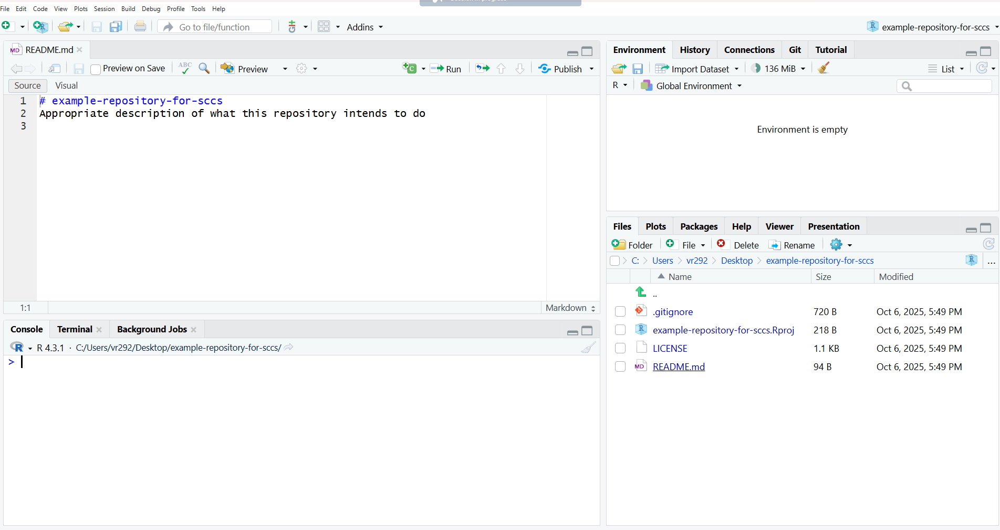 File Edit Code View Plots Session Build Debug Profile Tools Help
Go to file/function Addins example-repository-for-sccs
README.md
Preview on Save ABC Preview Run Publish
Source Visual
1 # example-repository-for-sccs
2 Appropriate description of what this repository intends to do
3
1:1 Markdown
Console Terminal Background Jobs
R 4.3.1 · C:/Users/vr292/Desktop/example-repository-for-sccs/
>
Environment History Connections Git Tutorial
Import Dataset 136 MiB List
R Global Environment
Environment is empty
Files Plots Packages Help Viewer Presentation
Folder File Delete Rename
C: Users vr292 Desktop example-repository-for-sccs ...
Name Size Modified
..
.gitignore 720 B Oct 6, 2025, 5:49 PM
example-repository-for-sccs.Rproj 218 B Oct 6, 2025, 5:49 PM
LICENSE 1.1 KB Oct 6, 2025, 5:49 PM
README.md 94 B Oct 6, 2025, 5:49 PM